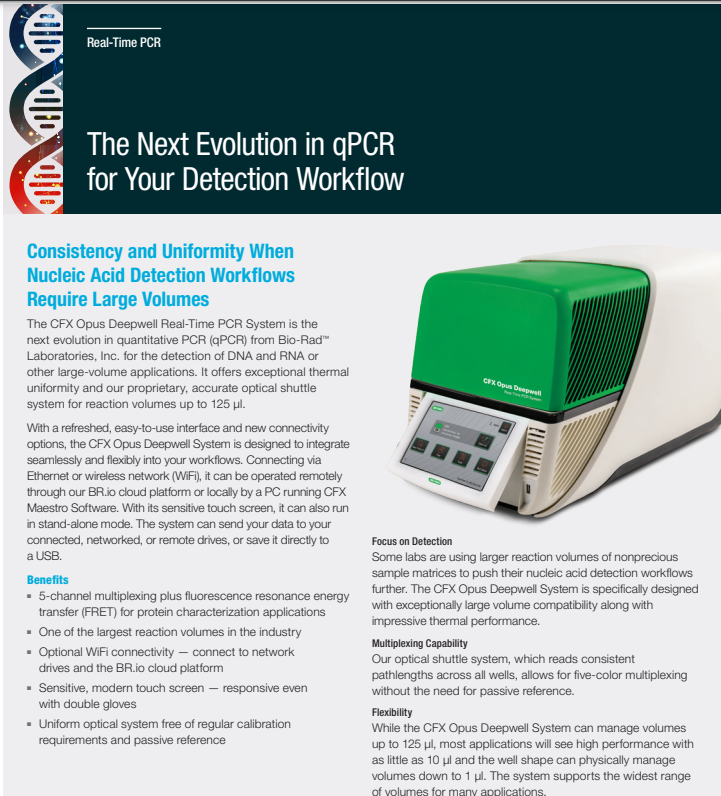 Real-Time PCR
The Next Evolution in qPCR
for Your Detection Workflow
Consistency and Uniformity When
Nucleic Acid Detection Workflows
Require Large Volumes
The CFX Opus Deepwell Real-Time PCR System is the
next evolution in quantitative PCR (qPCR) from Bio-Rad™
Laboratories, Inc. for the detection of DNA and RNA or
other large-volume applications. It offers exceptional thermal
uniformity and our proprietary, accurate optical shuttle
system for reaction volumes up to 125 µl.
With a refreshed, easy-to-use interface and new connectivity
options, the CFX Opus Deepwell System is designed to integrate
seamlessly and flexibly into your workflows. Connecting via
Ethernet or wireless network (WiFi), it can be operated remotely
through our BR.io cloud platform or locally by a PC running CFX
Maestro Software. With its sensitive touch screen, it can also run
in stand-alone mode. The system can send your data to your
connected, networked, or remote drives, or save it directly to
a USB.
Benefits
▪ 5-channel multiplexing plus fluorescence resonance energy
transfer (FRET) for protein characterization applications
▪ One of the largest reaction volumes in the industry
▪ Optional WiFi connectivity — connect to network
drives and the BR.io cloud platform
▪ Sensitive, modern touch screen — responsive even
with double gloves
▪ Uniform optical system free of regular calibration
requirements and passive reference
CFX Opus Deepwell
Real-Time PCR System
Focus on Detection
Some labs are using larger reaction volumes of nonprecious
sample matrices to push their nucleic acid detection workflows
further. The CFX Opus Deepwell System is specifically designed
with exceptionally large volume compatibility along with
impressive thermal performance.
Multiplexing Capability
Our optical shuttle system, which reads consistent
pathlengths across all wells, allows for five-color multiplexing
without the need for passive reference.
Flexibility
While the CFX Opus Deepwell System can manage volumes
up to 125 µl, most applications will see high performance with
as little as 10 µl and the well shape can physically manage
volumes down to 1 µl. The system supports the widest range
of volumes for many applications.